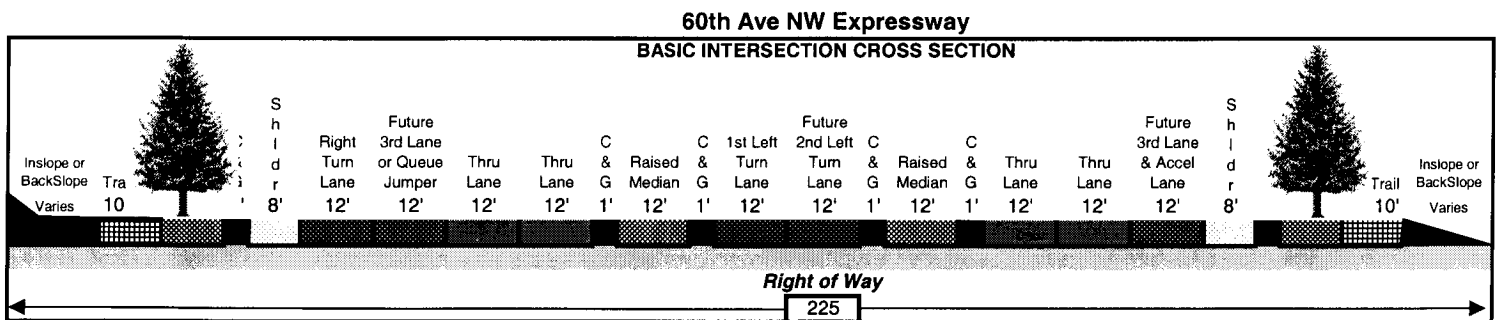 60th Ave NW Expressway
BASIC INTERSECTION CROSS SECTION
Inslope or
BackSlope
Varies
Tra
10
Shldr
8'
Right
Turn
Lane
12'
Future
3rd Lane
or Queue
Jumper
12'
Thru
Lane
12'
Thru
Lane
12'
C
&
G
1'
Raised
Median
12'
C
&
G
1'
1st Left
Turn
Lane
12'
Future
2nd Left
Turn
Lane
12'
C
&
G
1'
Raised
Median
12'
C
&
G
1'
Thru
Lane
12'
Thru
Lane
12'
Future
3rd Lane
& Accel
Lane
12'
Shldr
8'
Trail
10'
Inslope or
BackSlope
Varies
Right of Way
225